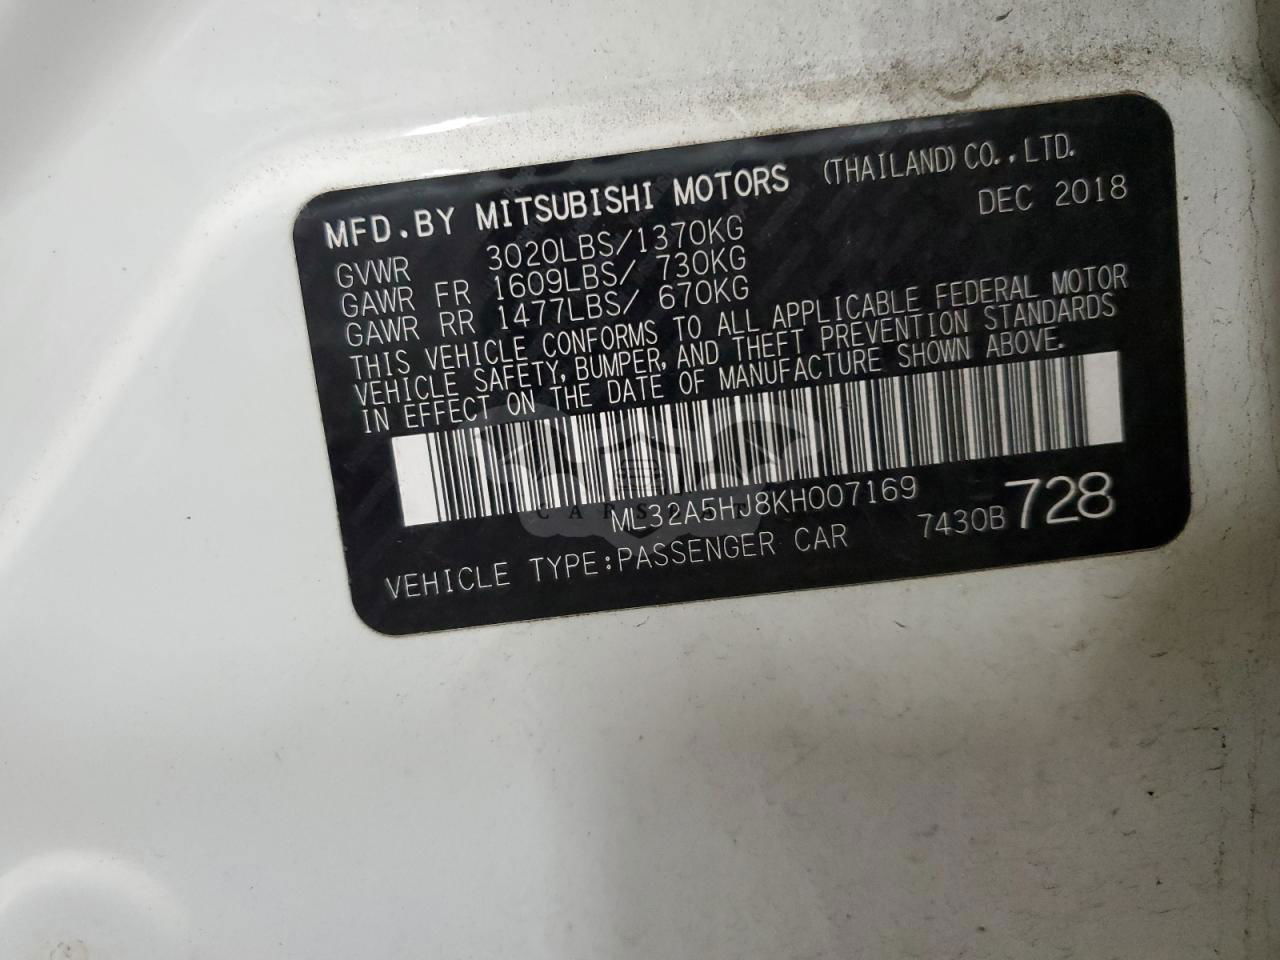 MFD.BY MITSUBISHI MOTORS (THAILAND) CO.,LTD.
DEC 2018
GVWR 3020LBS/1370KG
GAWR FR 1609LBS/ 730KG
GAWR RR 1477LBS/ 670KG
THIS VEHICLE CONFORMS TO ALL APPLICABLE FEDERAL MOTOR
VEHICLE SAFETY, BUMPER, AND THEFT PREVENTION STANDARDS
IN EFFECT ON THE DATE OF MANUFACTURE SHOWN ABOVE.
ML32A5HJ8KH007169
VEHICLE TYPE:PASSENGER CAR 7430B 728